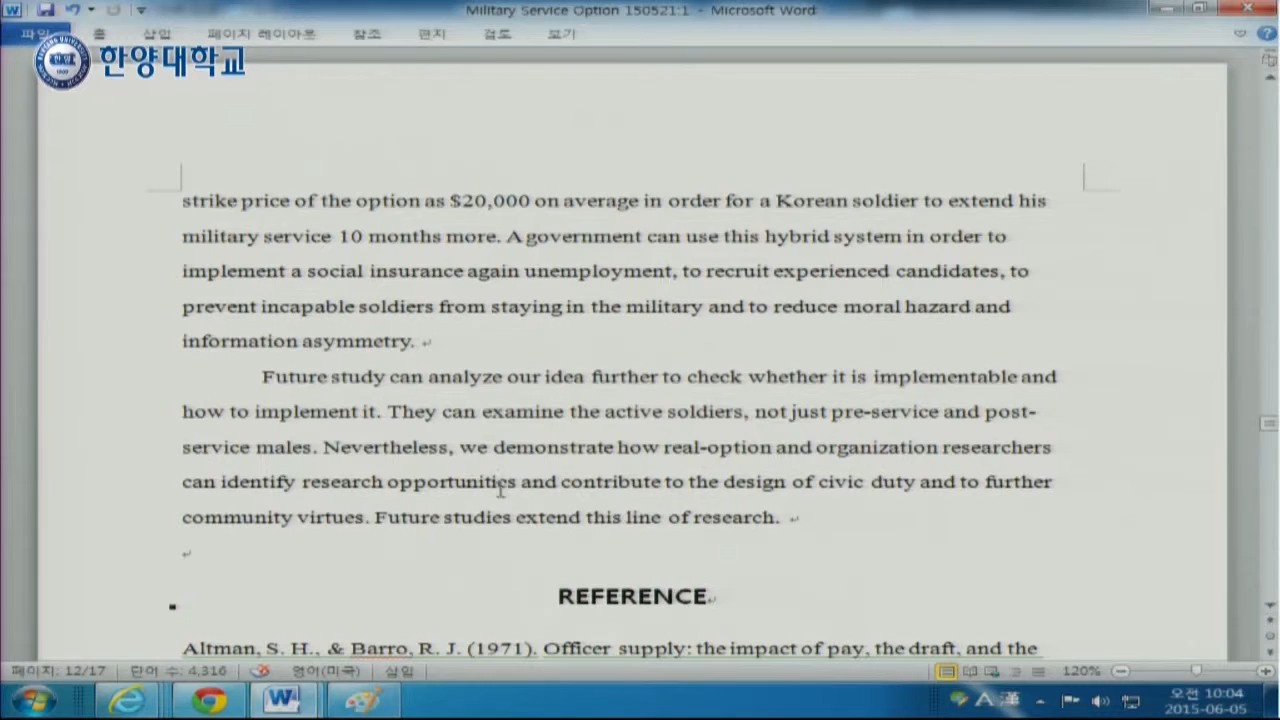 Military Service Option 150521:1 - Microsoft Word
파일 홈 삽입 페이지 레이아웃 참조 편지 검토 보기
한양대학교
strike price of the option as $20,000 on average in order for a Korean soldier to extend his
military service 10 months more. A government can use this hybrid system in order to
implement a social insurance again unemployment, to recruit experienced candidates, to
prevent incapable soldiers from staying in the military and to reduce moral hazard and
information asymmetry.
Future study can analyze our idea further to check whether it is implementable and
how to implement it. They can examine the active soldiers, not just pre-service and post-
service males. Nevertheless, we demonstrate how real-option and organization researchers
can identify research opportunities and contribute to the design of civic duty and to further
community virtues. Future studies extend this line of research.
REFERENCE
Altman, S. H., & Barro, R. J. (1971). Officer supply: the impact of pay, the draft, and the
페이지: 12/17 단어 수: 4,316 영어(미국) 삽입 120%
A 漢 오전 10:04
2015-06-05